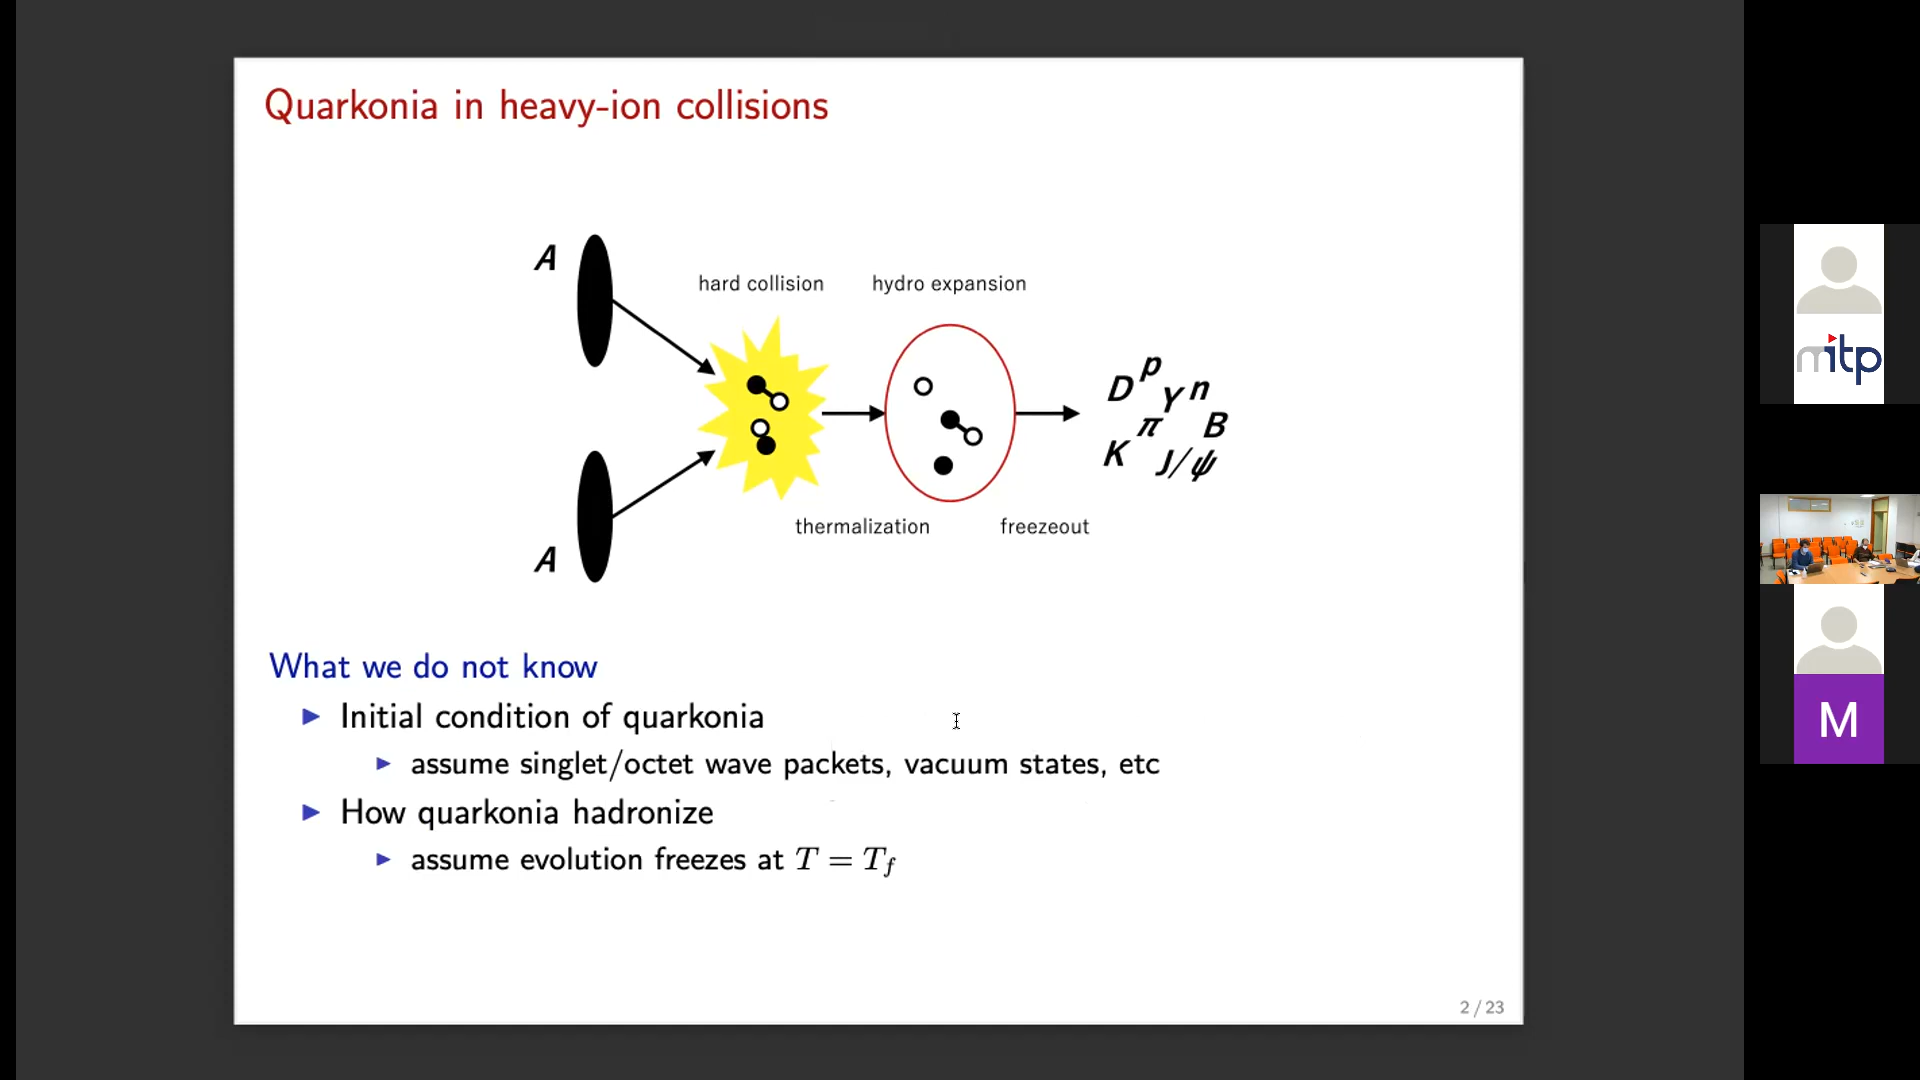 Quarkonia in heavy-ion collisions
A
hard collision
hydro expansion
D p Υ n
π B
K J/ψ
thermalization
freezeout
A
What we do not know
Initial condition of quarkonia
assume singlet/octet wave packets, vacuum states, etc
How quarkonia hadronize
assume evolution freezes at T = T_f
2 / 23
mitp
M